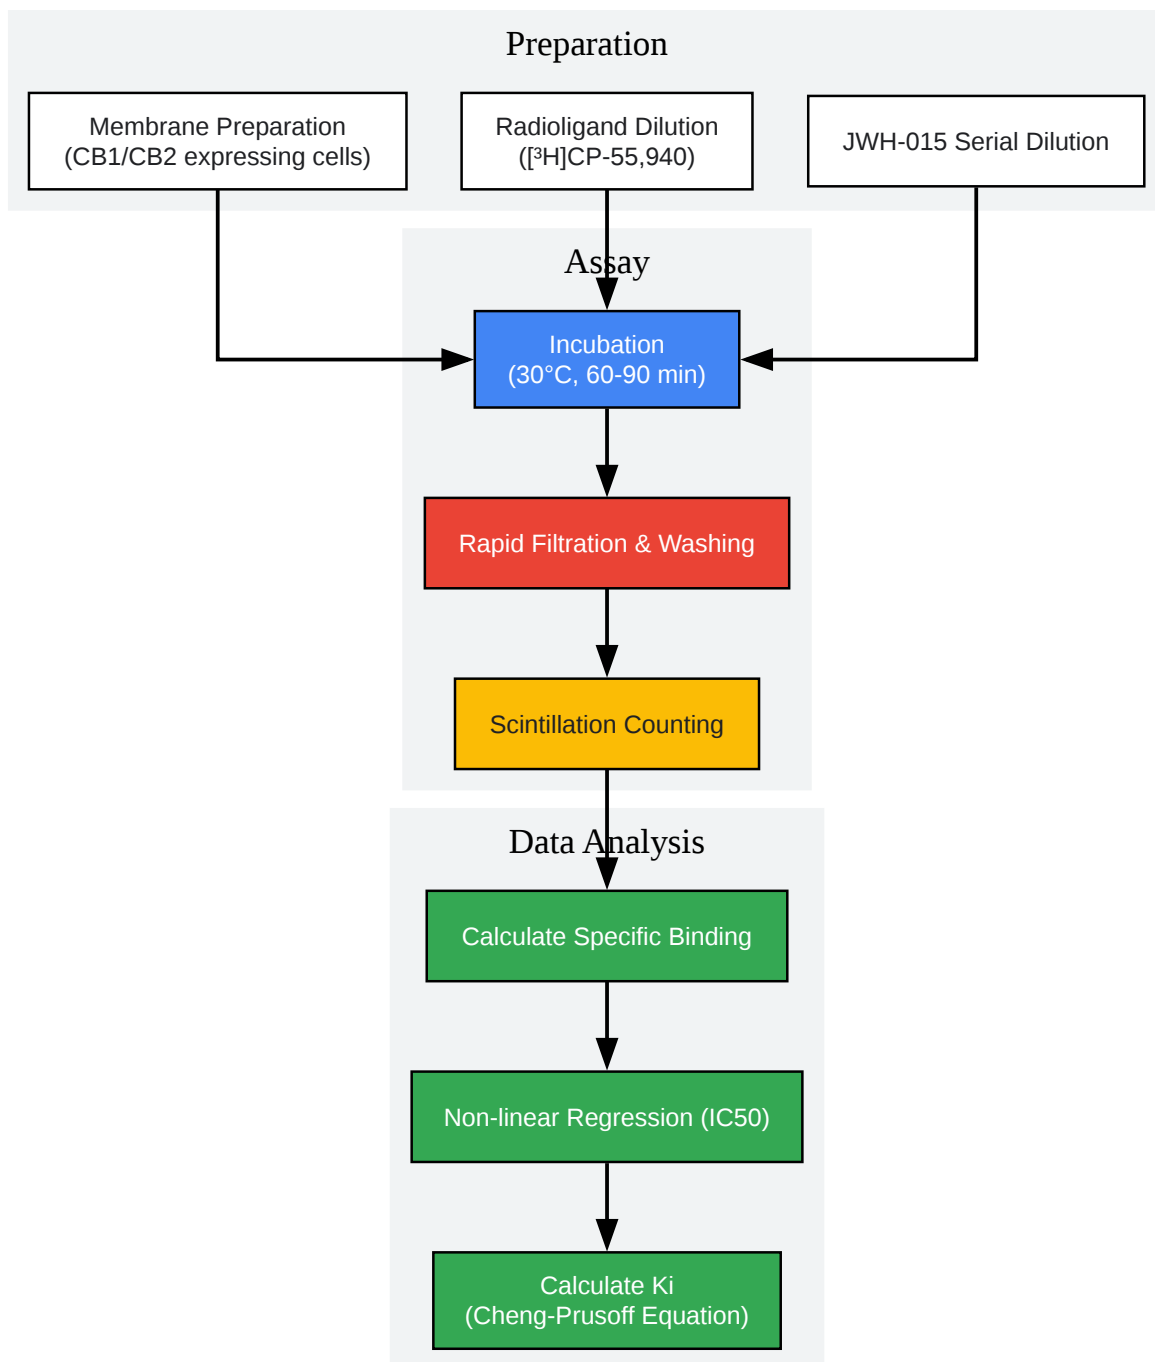 Preparation
Membrane Preparation
(CB1/CB2 expressing cells)
Radioligand Dilution
([³H]CP-55,940)
JWH-015 Serial Dilution
Assay
Incubation
(30°C, 60-90 min)
Rapid Filtration & Washing
Scintillation Counting
Data Analysis
Calculate Specific Binding
Non-linear Regression (IC50)
Calculate Ki
(Cheng-Prusoff Equation)